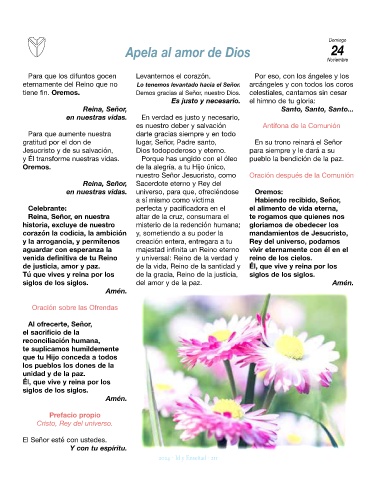 Domingo
24
Noviembre
Apela al amor de Dios
Para que los difuntos gocen
eternamente del Reino que no
tiene fin. Oremos.
Reina, Señor,
en nuestras vidas.
Para que aumente nuestra
gratitud por el don de
Jesucristo y de su salvación,
y Él transforme nuestras vidas.
Oremos.
Reina, Señor,
en nuestras vidas.
Celebrante:
Reina, Señor, en nuestra
historia, excluye de nuestro
corazón la codicia, la ambición
y la arrogancia, y permítenos
aguardar con esperanza la
venida definitiva de tu Reino
de justicia, amor y paz.
Tú que vives y reina por los
siglos de los siglos.
Amén.
Oración sobre las Ofrendas
Al ofrecerte, Señor,
el sacrificio de la
reconciliación humana,
te suplicamos humildemente
que tu Hijo conceda a todos
los pueblos los dones de la
unidad y de la paz.
Él, que vive y reina por los
siglos de los siglos.
Amén.
Prefacio propio
Cristo, Rey del universo.
El Señor esté con ustedes.
Y con tu espíritu.
Levantemos el corazón.
Lo tenemos levantado hacia el Señor.
Demos gracias al Señor, nuestro Dios.
Es justo y necesario.
En verdad es justo y necesario,
es nuestro deber y salvación
darte gracias siempre y en todo
lugar, Señor, Padre santo,
Dios todopoderoso y eterno.
Porque has ungido con el óleo
de la alegría, a tu Hijo único,
nuestro Señor Jesucristo, como
Sacerdote eterno y Rey del
universo, para que, ofreciéndose
a sí mismo como víctima
perfecta y pacificadora en el
altar de la cruz, consumara el
misterio de la redención humana;
y, sometiendo a su poder la
creación entera, entregara a tu
majestad infinita un Reino eterno
y universal: Reino de la verdad y
de la vida, Reino de la santidad y
de la gracia, Reino de la justicia,
del amor y de la paz.
Por eso, con los ángeles y los
arcángeles y con todos los coros
celestiales, cantamos sin cesar
el himno de tu gloria:
Santo, Santo, Santo...
Antífona de la Comunión
En su trono reinará el Señor
para siempre y le dará a su
pueblo la bendición de la paz.
Oración después de la Comunión
Oremos:
Habiendo recibido, Señor,
el alimento de vida eterna,
te rogamos que quienes nos
gloriamos de obedecer los
mandamientos de Jesucristo,
Rey del universo, podamos
vivir eternamente con él en el
reino de los cielos.
Él, que vive y reina por los
siglos de los siglos.
Amén.